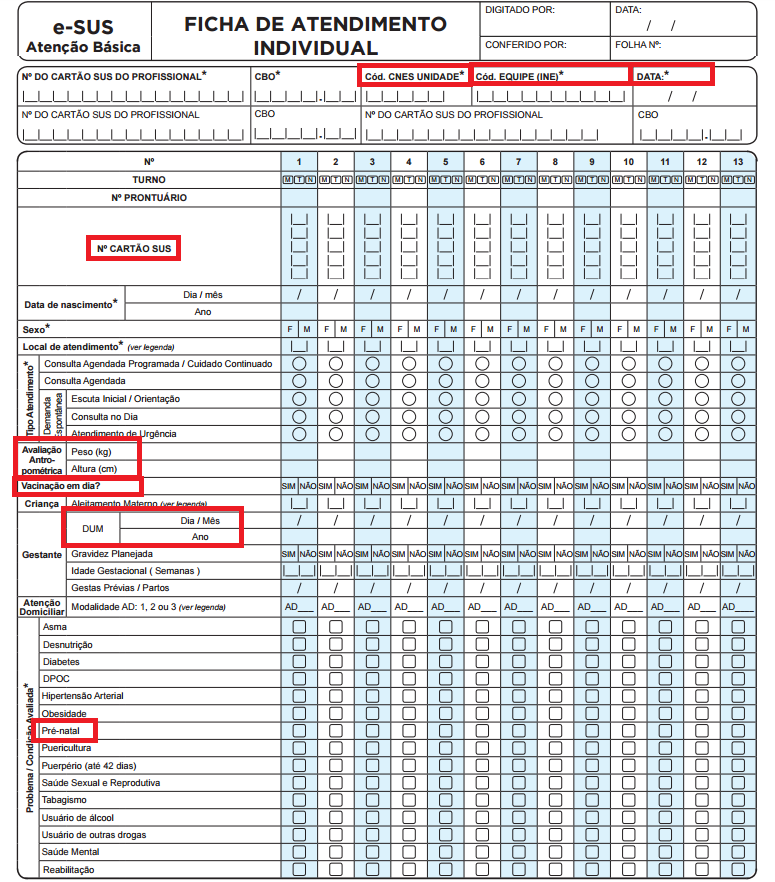 e-SUS
Atenção Básica
FICHA DE ATENDIMENTO
INDIVIDUAL
DIGITADO POR:
DATA:
/ /
CONFERIDO POR:
FOLHA Nº:
Nº DO CARTÃO SUS DO PROFISSIONAL*
CBO*
Cód. CNES UNIDADE*
Cód. EQUIPE (INE)*
DATA:*
/ /
Nº DO CARTÃO SUS DO PROFISSIONAL
CBO
Nº DO CARTÃO SUS DO PROFISSIONAL
CBO
Nº 1 2 3 4 5 6 7 8 9 10 11 12 13
TURNO M T N M T N M T N M T N M T N M T N M T N M T N M T N M T N M T N M T N M T N
Nº PRONTUÁRIO
Nº CARTÃO SUS
Data de nascimento*
Dia / mês / / / / / / / / / / / / /
Ano
Sexo* F M F M F M F M F M F M F M F M F M F M F M F M F M
Local de atendimento* (ver legenda)
Tipo Atendimento*
Consulta Agendada Programada / Cuidado Continuado
Consulta Agendada
Demanda
Espontânea
Escuta Inicial / Orientação
Consulta no Dia
Atendimento de Urgência
Avaliação
Antro-
pométrica
Peso (kg)
Altura (cm)
Vacinação em dia? SIM NÃO SIM NÃO SIM NÃO SIM NÃO SIM NÃO SIM NÃO SIM NÃO SIM NÃO SIM NÃO SIM NÃO SIM NÃO SIM NÃO SIM NÃO
Criança Aleitamento Materno (ver legenda)
Gestante
DUM
Dia / Mês / / / / / / / / / / / / /
Ano
Gravidez Planejada SIM NÃO SIM NÃO SIM NÃO SIM NÃO SIM NÃO SIM NÃO SIM NÃO SIM NÃO SIM NÃO SIM NÃO SIM NÃO SIM NÃO SIM NÃO
Idade Gestacional ( Semanas )
Gestas Prévias / Partos / / / / / / / / / / / / /
Atenção
Domiciliar
Modalidade AD: 1, 2 ou 3 (ver legenda) AD___ AD___ AD___ AD___ AD___ AD___ AD___ AD___ AD___ AD___ AD___ AD___ AD___
Problema / Condição Avaliada*
Asma
Desnutrição
Diabetes
DPOC
Hipertensão Arterial
Obesidade
Pré-natal
Puericultura
Puerpério (até 42 dias)
Saúde Sexual e Reprodutiva
Tabagismo
Usuário de álcool
Usuário de outras drogas
Saúde Mental
Reabilitação